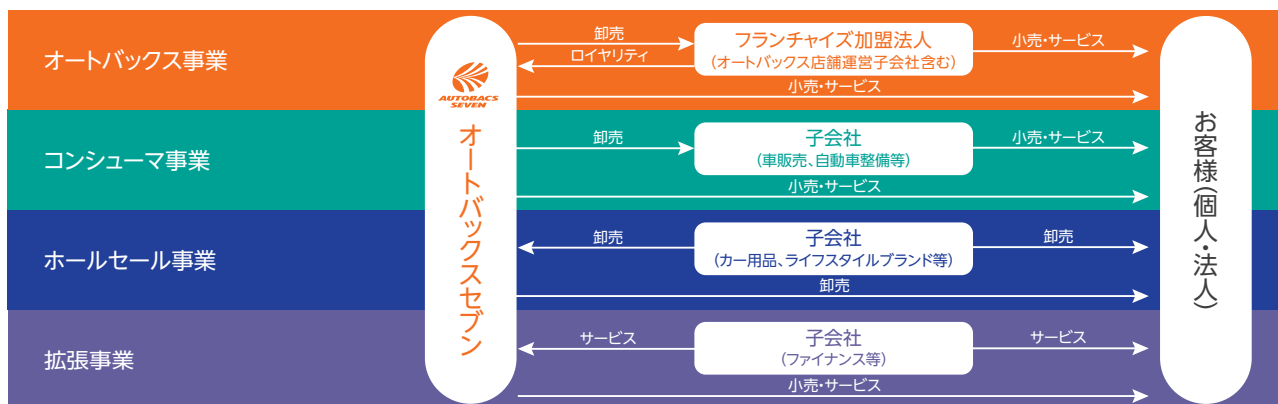 オートバックス事業
コンシューマ事業
ホールセール事業
拡張事業
AUTOBACS
SEVEN
オートバックスセブン
卸売
ロイヤリティ
フランチャイズ加盟法人
(オートバックス店舗運営子会社含む)
小売・サービス
小売・サービス
卸売
子会社
(車販売、自動車整備等)
小売・サービス
小売・サービス
卸売
子会社
(カー用品、ライフスタイルブランド等)
卸売
卸売
サービス
子会社
(ファイナンス等)
サービス
小売・サービス
お客様(個人・法人)